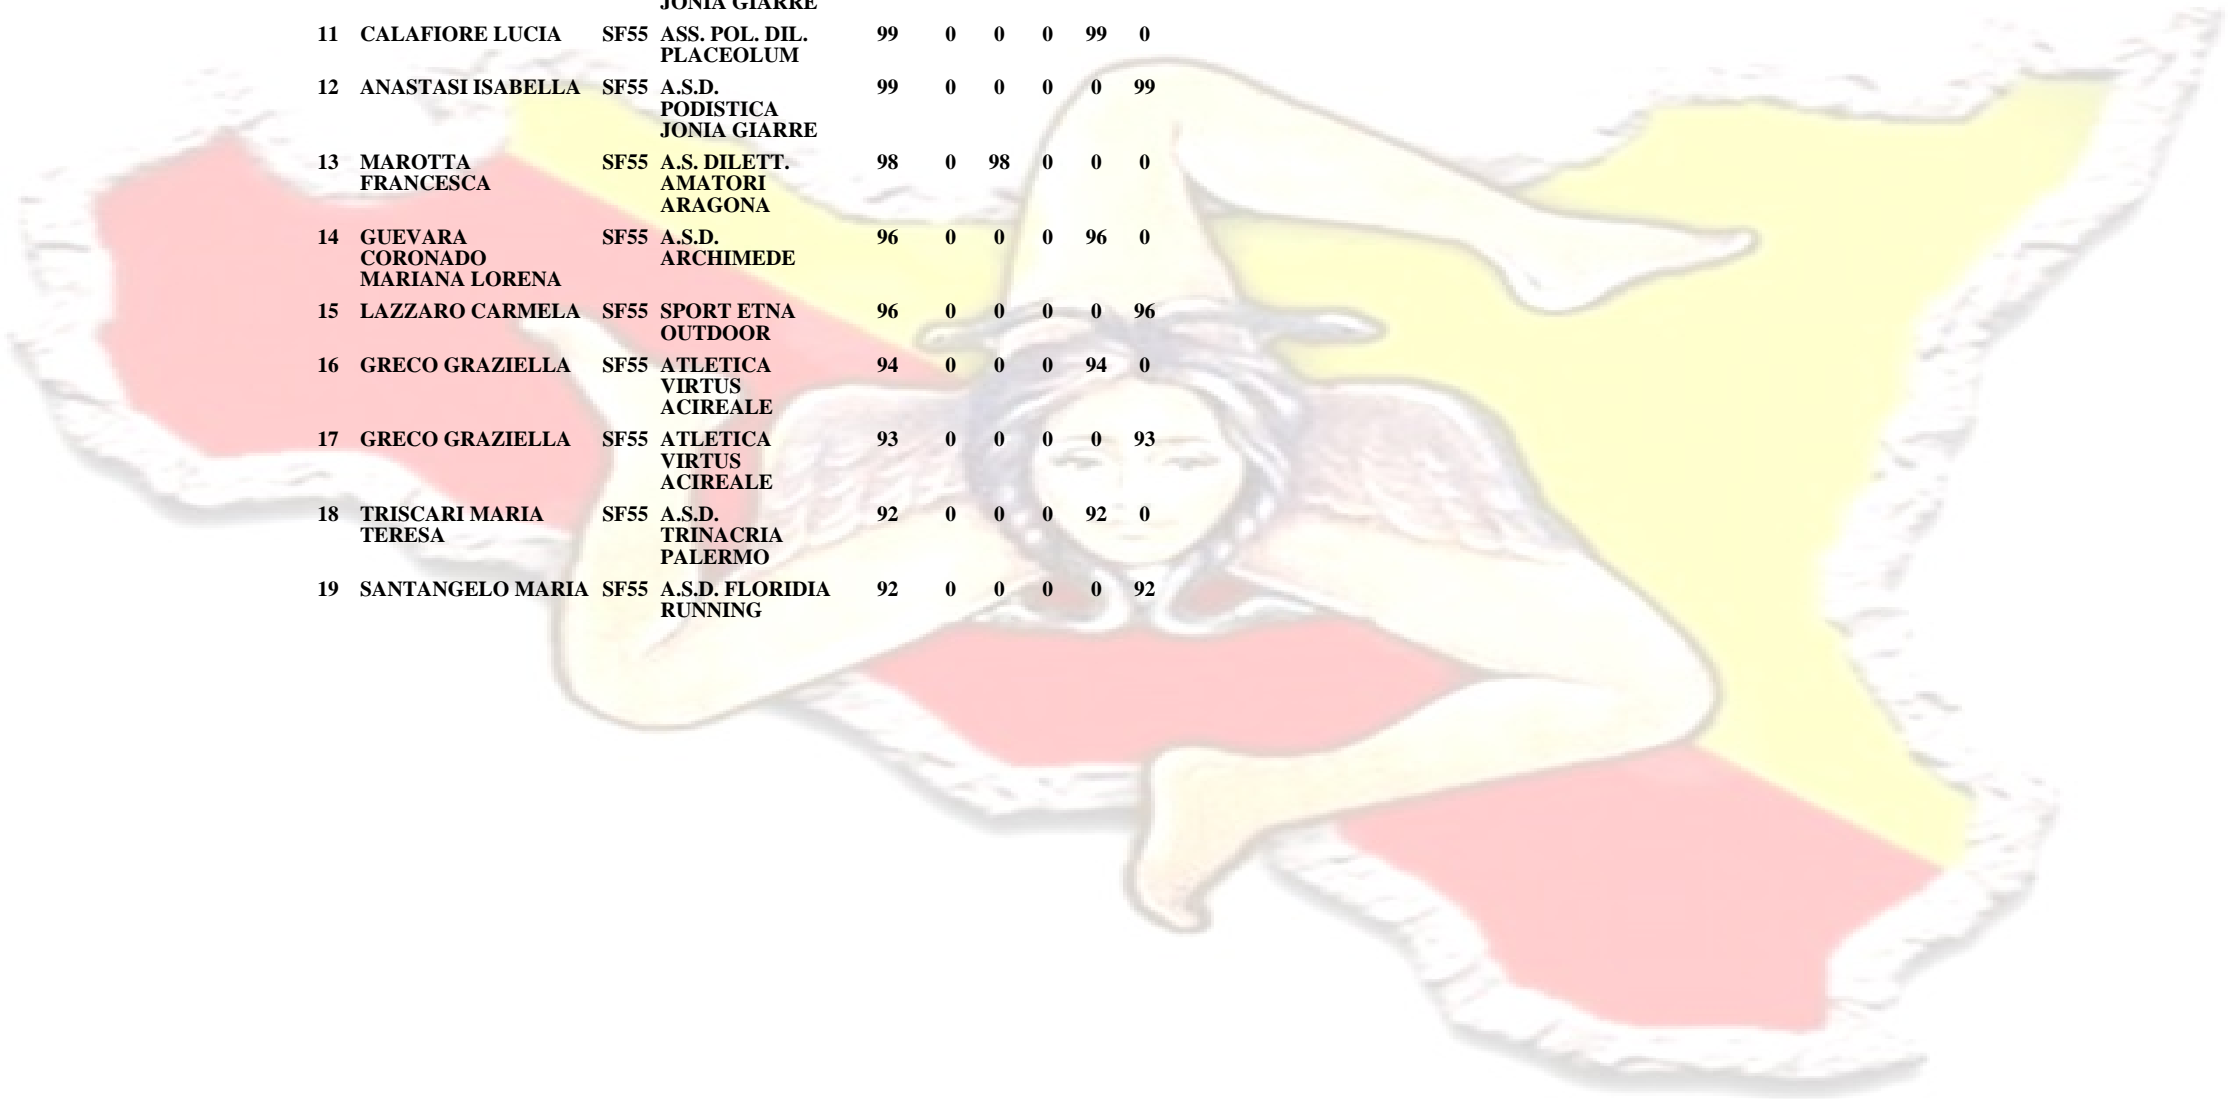 JONIA GIARRE
11 CALAFIORE LUCIA SF55 ASS. POL. DIL. 99 0 0 0 99 0
PLACEOLUM
12 ANASTASI ISABELLA SF55 A.S.D. 99 0 0 0 0 99
PODISTICA
JONIA GIARRE
13 MAROTTA SF55 A.S. DILETT. 98 0 98 0 0 0
FRANCESCA AMATORI
ARAGONA
14 GUEVARA SF55 A.S.D. 96 0 0 0 96 0
CORONADO ARCHIMEDE
MARIANA LORENA
15 LAZZARO CARMELA SF55 SPORT ETNA 96 0 0 0 0 96
OUTDOOR
16 GRECO GRAZIELLA SF55 ATLETICA 94 0 0 0 94 0
VIRTUS
ACIREALE
17 GRECO GRAZIELLA SF55 ATLETICA 93 0 0 0 0 93
VIRTUS
ACIREALE
18 TRISCARI MARIA SF55 A.S.D. 92 0 0 0 92 0
TERESA TRINACRIA
PALERMO
19 SANTANGELO MARIA SF55 A.S.D. FLORIDIA 92 0 0 0 0 92
RUNNING